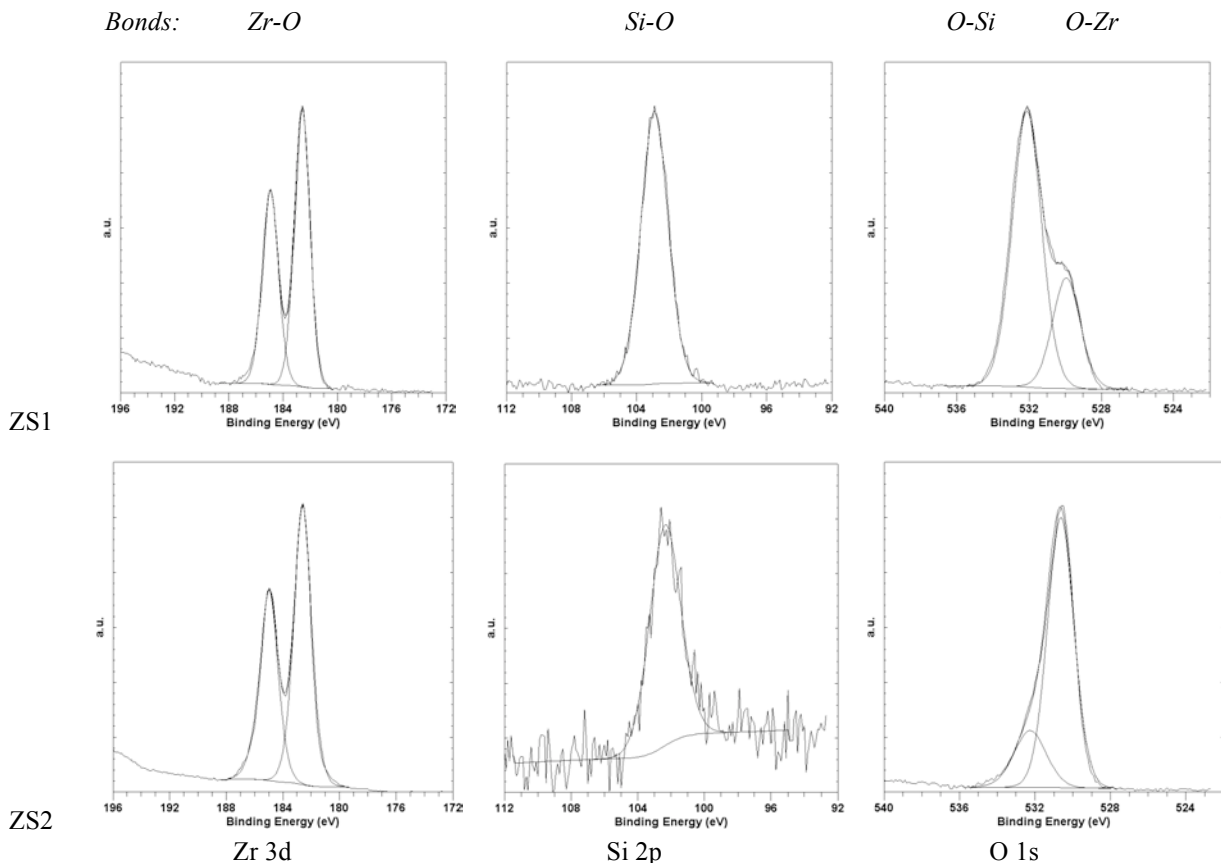 Bonds: Zr-O Si-O O-Si O-Zr
a.u. a.u. a.u.
196 192 188 184 180 176 172 112 108 104 100 96 92 540 536 532 528 524
Binding Energy (eV) Binding Energy (eV) Binding Energy (eV)
ZS1
a.u. a.u. a.u.
196 192 188 184 180 176 172 112 108 104 100 96 92 540 536 532 528 524
Binding Energy (eV) Binding Energy (eV) Binding Energy (eV)
ZS2
Zr 3d Si 2p O 1s